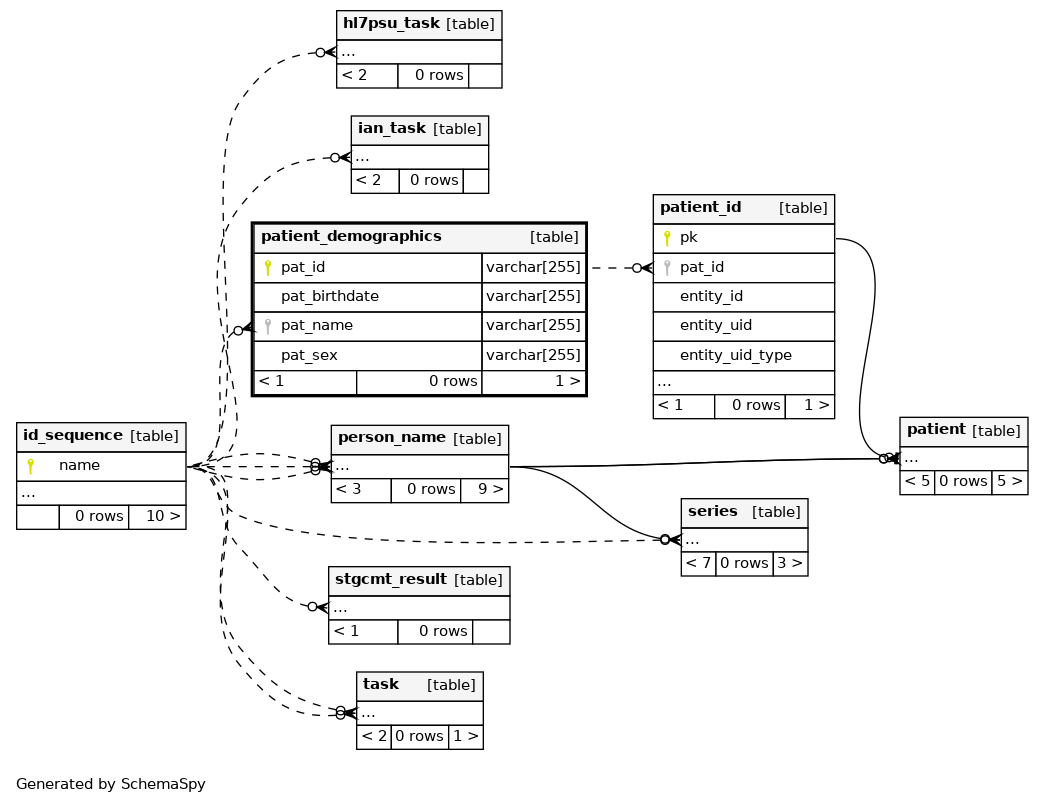 hl7psu_task [table]
...
< 2 0 rows
ian_task [table]
...
< 2 0 rows
patient_demographics [table]
pat_id varchar[255]
pat_birthdate varchar[255]
pat_name varchar[255]
pat_sex varchar[255]
< 1 0 rows 1 >
patient_id [table]
pk
pat_id
entity_id
entity_uid
entity_uid_type
...
< 1 0 rows 1 >
id_sequence [table]
name
...
0 rows 10 >
person_name [table]
...
< 3 0 rows 9 >
patient [table]
...
< 5 0 rows 5 >
series [table]
...
< 7 0 rows 3 >
stgcmt_result [table]
...
< 1 0 rows
task [table]
...
< 2 0 rows 1 >
Generated by SchemaSpy